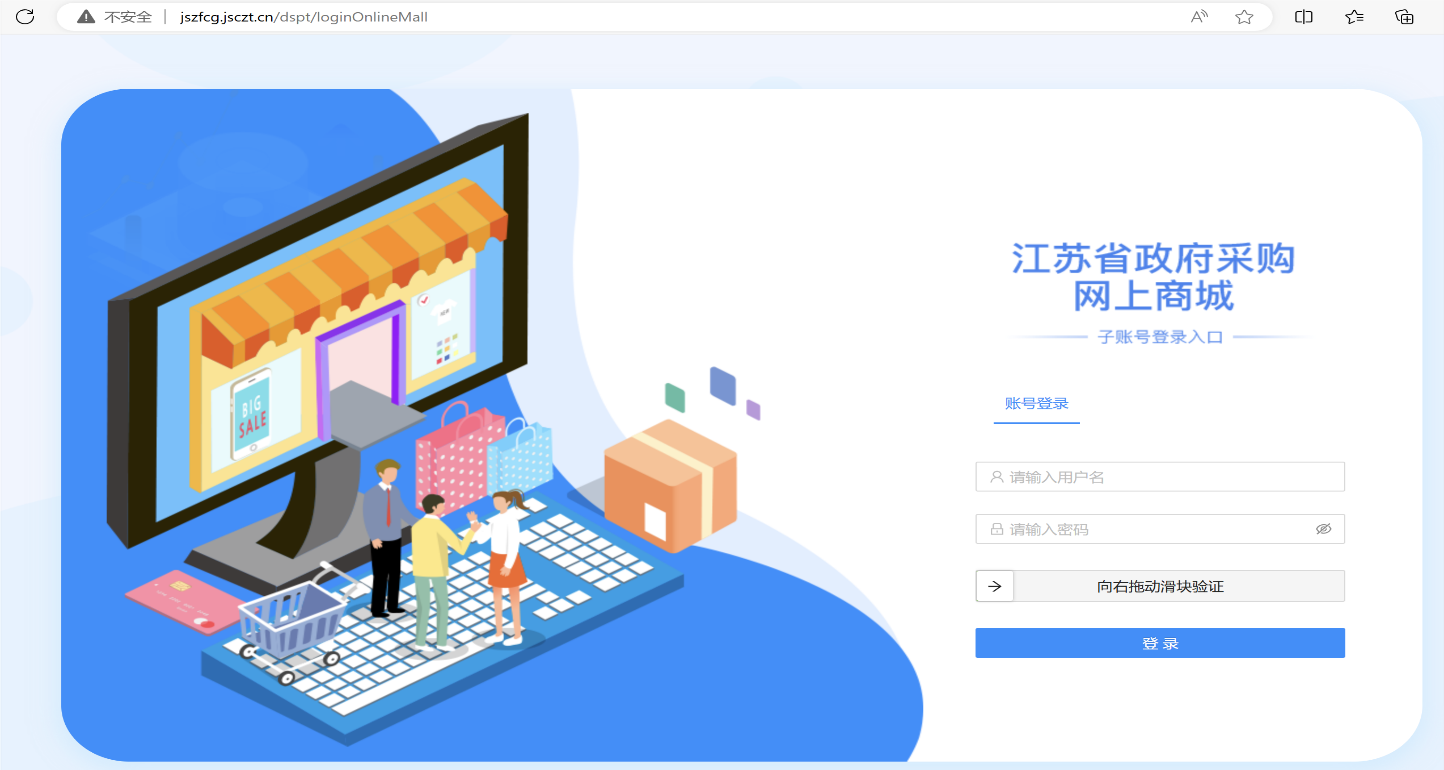 不安全 | jszfcg.jsczt.cn/dspt/loginOnlineMall
BIG
SALE
江苏省政府采购
网上商城
子账号登录入口
账号登录
请输入用户名
请输入密码
向右拖动滑块验证
登 录